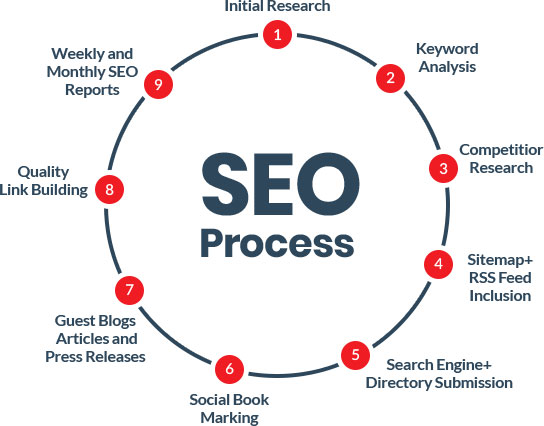 Initial Research
1
Keyword
Analysis
2
Competitior
Research
3
Sitemap+
RSS Feed
Inclusion
4
Search Engine+
Directory Submission
5
Social Book
Marking
6
Guest Blogs
Articles and
Press Releases
7
Quality
Link Building
8
Weekly and
Monthly SEO
Reports
9
SEO
Process